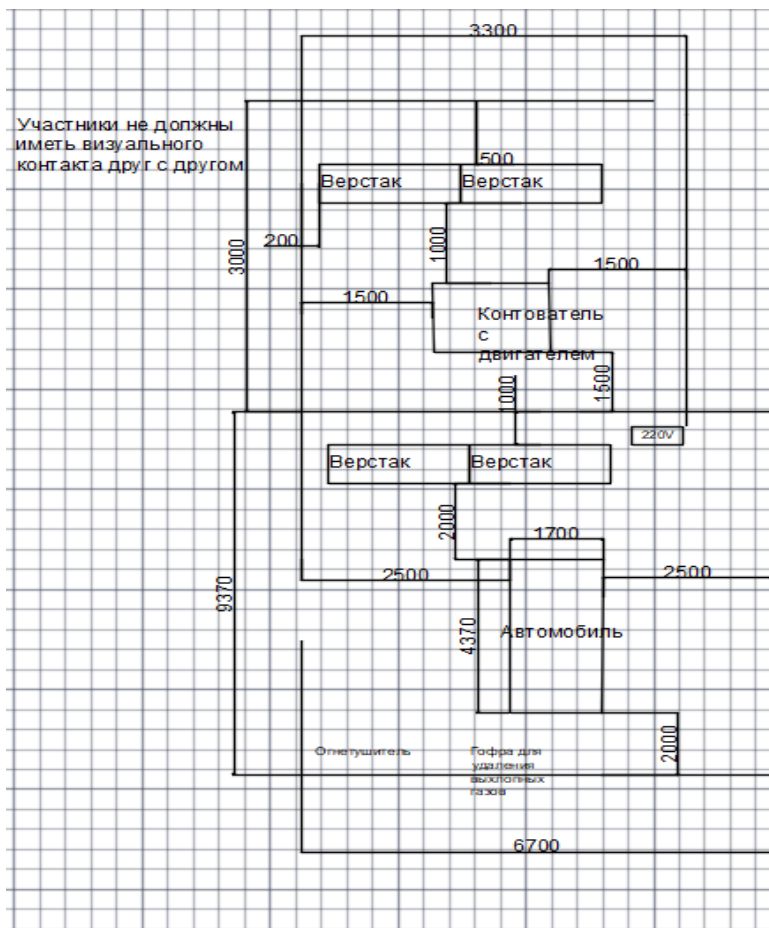 3300
Участники не должны
иметь визуального
контакта друг с другом
500
Верстак
Верстак
200
1000
3000
1500
1500
Контователь
с
двигателем
1500
1000
220V
Верстак
Верстак
2000
1700
2500
2500
9370
4370
Автомобиль
2000
Огнетушитель
Гофра для
удаления
выхлопных
газов
6700